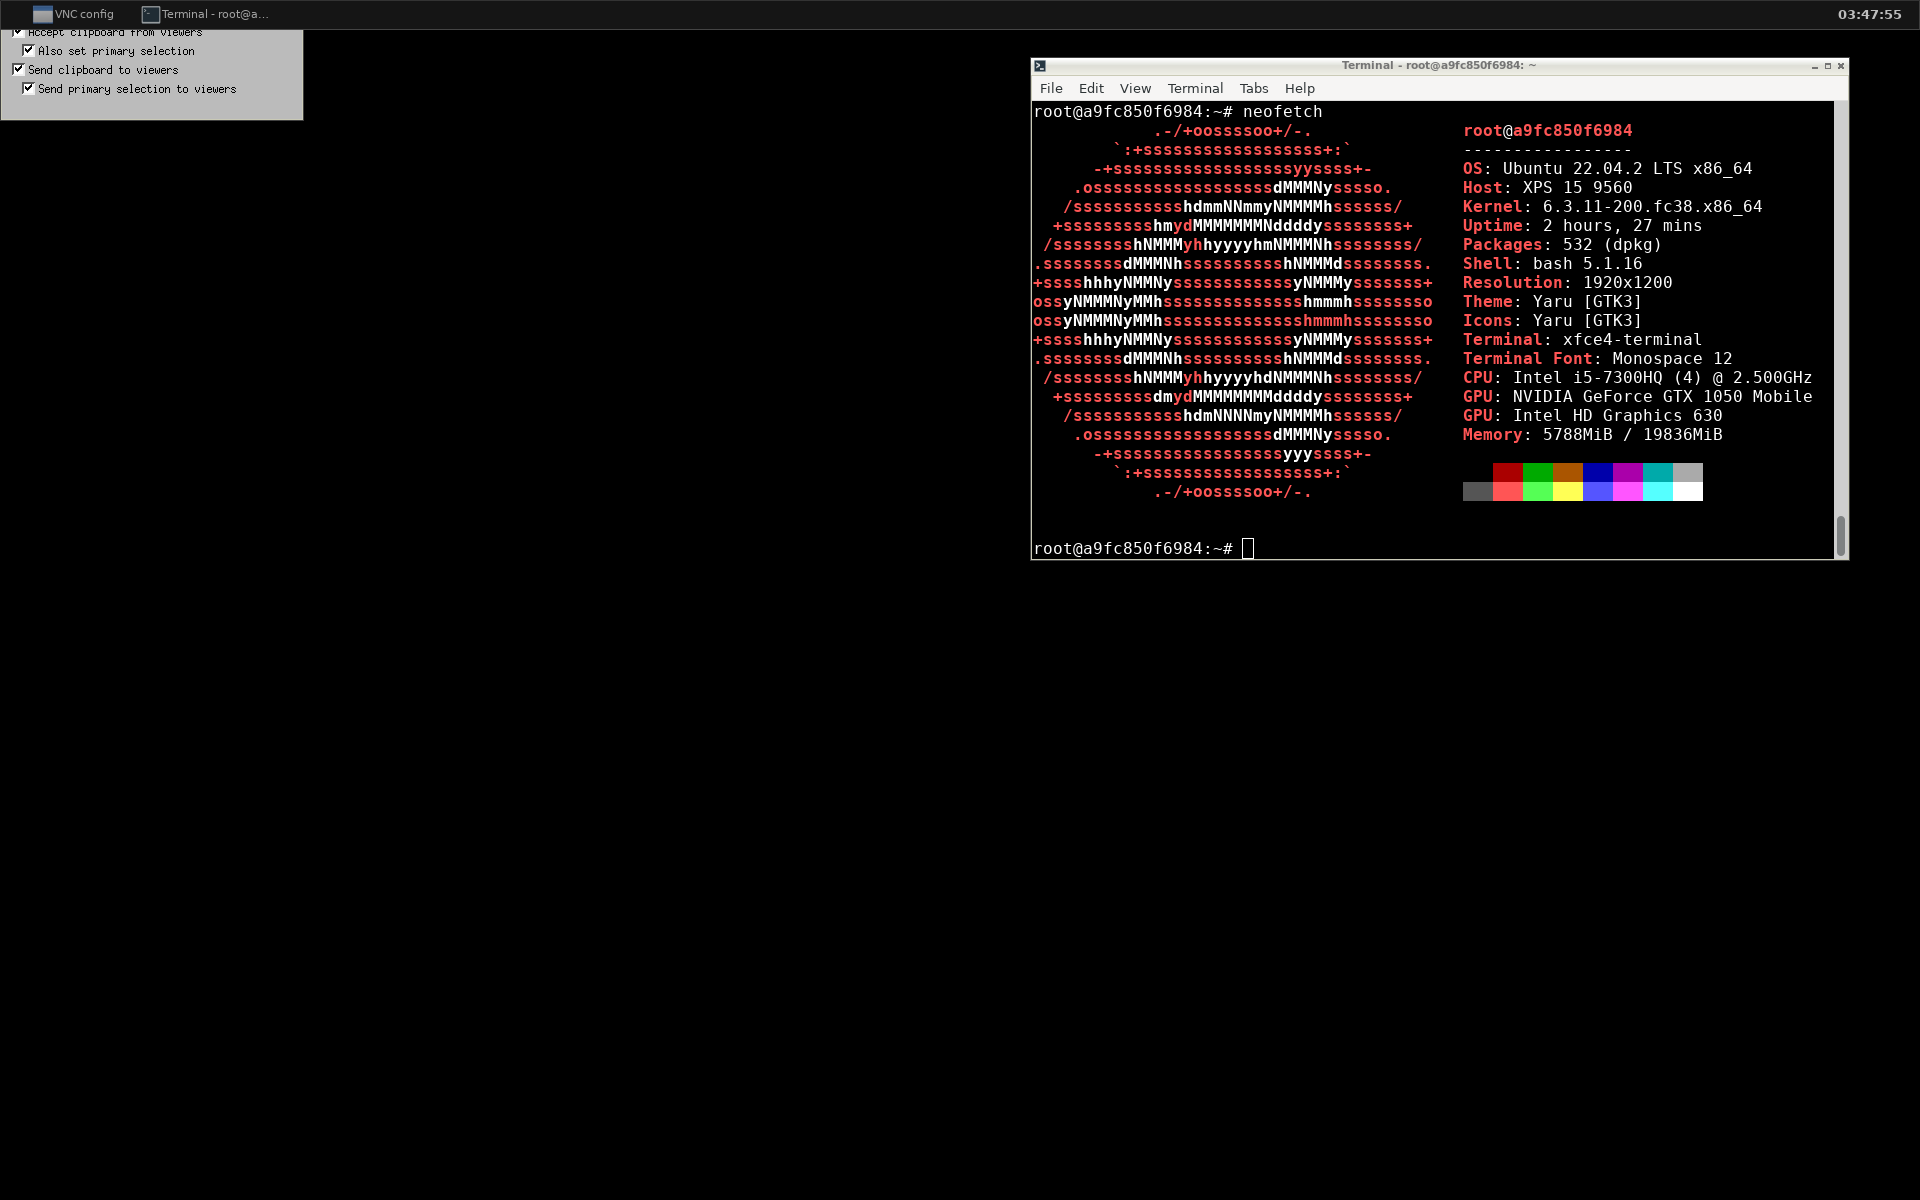 VNC config
Terminal - root@a...
03:47:55
Accept clipboard from viewers
Also set primary selection
Send clipboard to viewers
Send primary selection to viewers
Terminal - root@a9fc850f6984: ~
File Edit View Terminal Tabs Help
root@a9fc850f6984:~# neofetch
.-/+oossssoo+/-. root@a9fc850f6984
`:+ssssssssssssssssss+:` -----------------
-+ssssssssssssssssssyyssss+- OS: Ubuntu 22.04.2 LTS x86_64
.ossssssssssssssssssdMMMNysssso. Host: XPS 15 9560
/ssssssssssshdmmNNmmyNMMMMhssssss/ Kernel: 6.3.11-200.fc38.x86_64
+ssssssssshmydMMMMMMMNddddyssssssss+ Uptime: 2 hours, 27 mins
/sssssssshNMMMyhhyyyyhmNMMMNhssssssss/ Packages: 532 (dpkg)
.ssssssssdMMMNhsssssssssshNMMMdssssssss. Shell: bash 5.1.16
+sssshhhyNMMNyssssssssssssyNMMMysssssss+ Resolution: 1920x1200
ossyNMMMNyMMhsssssssssssssshmmmhssssssso Theme: Yaru [GTK3]
ossyNMMMNyMMhsssssssssssssshmmmhssssssso Icons: Yaru [GTK3]
+sssshhhyNMMNyssssssssssssyNMMMysssssss+ Terminal: xfce4-terminal
.ssssssssdMMMNhsssssssssshNMMMdssssssss. Terminal Font: Monospace 12
/sssssssshNMMMyhhyyyyhdNMMMNhssssssss/ CPU: Intel i5-7300HQ (4) @ 2.500GHz
+sssssssssdmydMMMMMMMMddddyssssssss+ GPU: NVIDIA GeForce GTX 1050 Mobile
/ssssssssssshdmNNNNmyNMMMMhssssss/ GPU: Intel HD Graphics 630
.ossssssssssssssssssdMMMNysssso. Memory: 5788MiB / 19836MiB
-+sssssssssssssssssyyyssss+-
`:+ssssssssssssssssss+:`
.-/+oossssoo+/-.
root@a9fc850f6984:~#